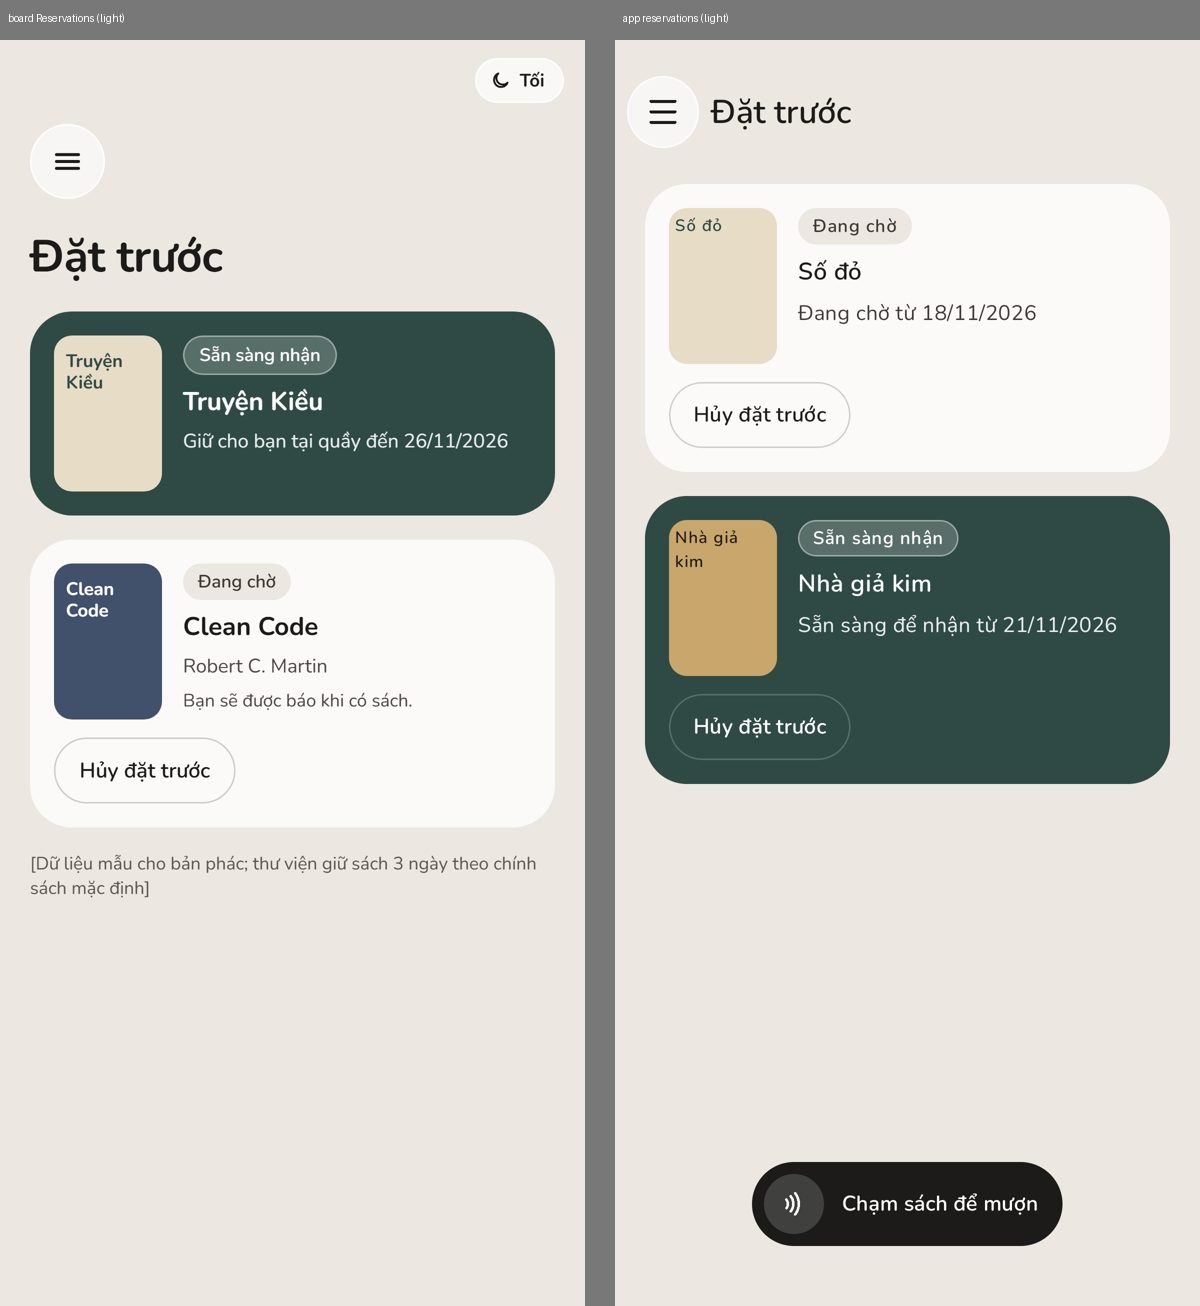 board Reservations (light)
Tối
Đặt trước
Truyện
Kiều
Sẵn sàng nhận
Truyện Kiều
Giữ cho bạn tại quầy đến 26/11/2026
Clean
Code
Đang chờ
Clean Code
Robert C. Martin
Bạn sẽ được báo khi có sách.
Hủy đặt trước
[Dữ liệu mẫu cho bản phác; thư viện giữ sách 3 ngày theo chính
sách mặc định]
app reservations (light)
Đặt trước
Số đỏ
Đang chờ
Số đỏ
Đang chờ từ 18/11/2026
Hủy đặt trước
Nhà giả
kim
Sẵn sàng nhận
Nhà giả kim
Sẵn sàng để nhận từ 21/11/2026
Hủy đặt trước
Chạm sách để mượn